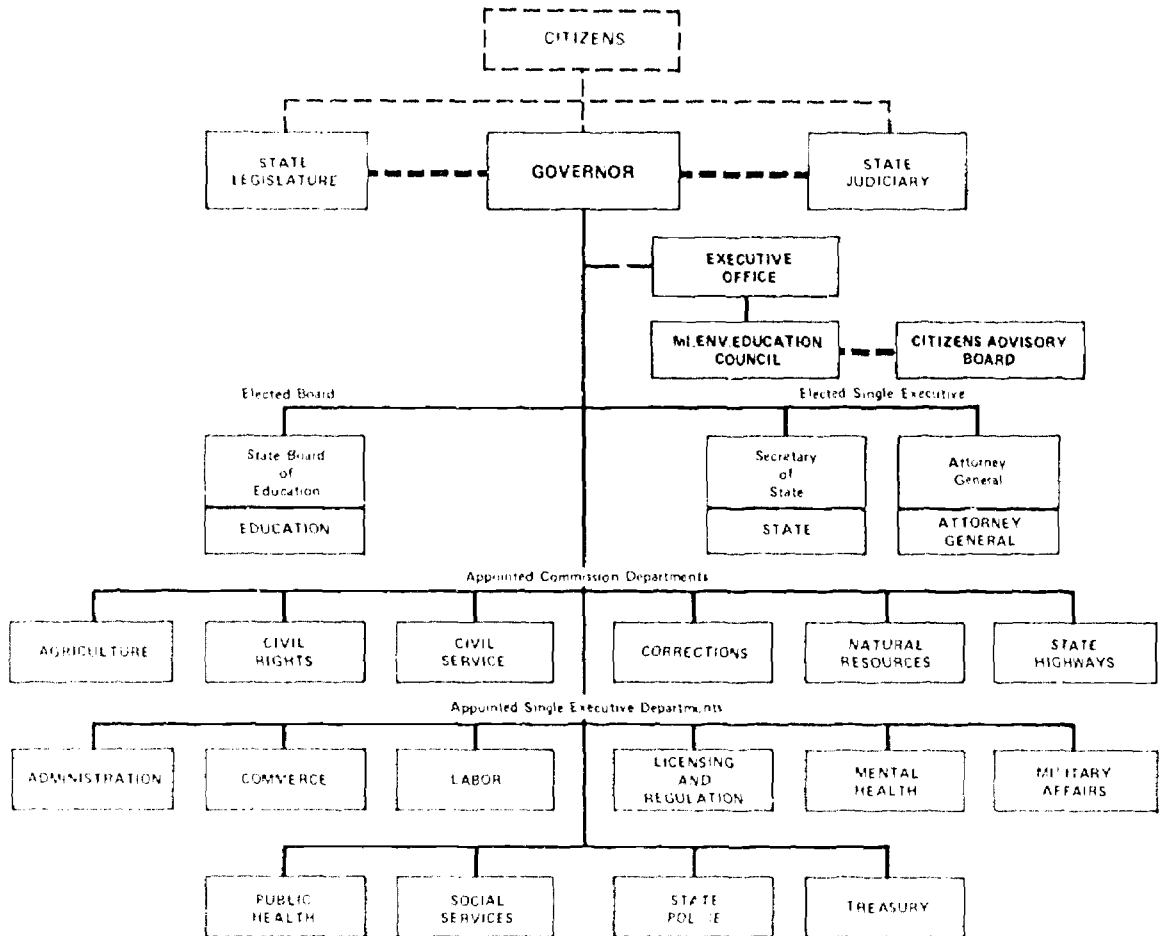 CITIZENS
STATE
LEGISLATURE
GOVERNOR
STATE
JUDICIARY
EXECUTIVE
OFFICE
MI.ENV.EDUCATION
COUNCIL
CITIZENS ADVISORY
BOARD
Elected Board
Elected Single Executive
State Board
of
Education
EDUCATION
Secretary
of
State
STATE
Attorney
General
ATTORNEY
GENERAL
Appointed Commission Departments
AGRICULTURE
CIVIL
RIGHTS
CIVIL
SERVICE
CORRECTIONS
NATURAL
RESOURCES
STATE
HIGHWAYS
Appointed Single Executive Departments
ADMINISTRATION
COMMERCE
LABOR
LICENSING
AND
REGULATION
MENTAL
HEALTH
MILITARY
AFFAIRS
PUBLIC
HEALTH
SOCIAL
SERVICES
STATE
POLICE
TREASURY